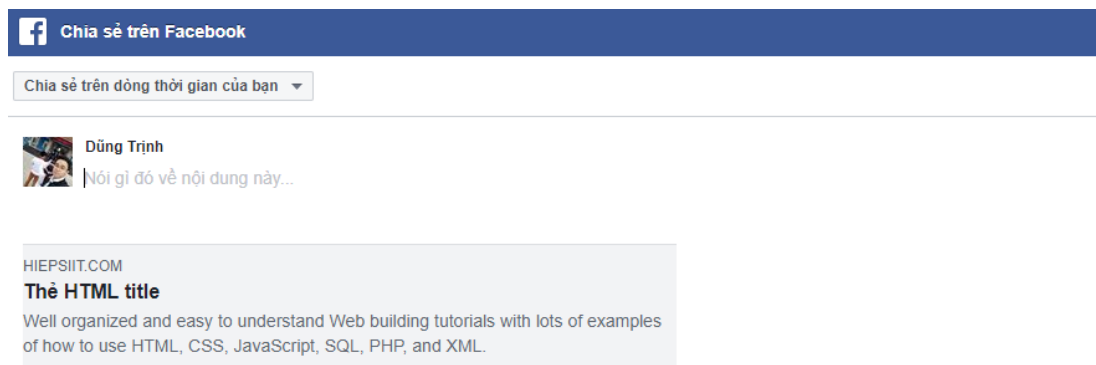 Chia sẻ trên Facebook
Chia sẻ trên dòng thời gian của bạn
Dũng Trịnh
Nói gì đó về nội dung này...
HIEPSIIT.COM
Thẻ HTML title
Well organized and easy to understand Web building tutorials with lots of examples
of how to use HTML, CSS, JavaScript, SQL, PHP, and XML.